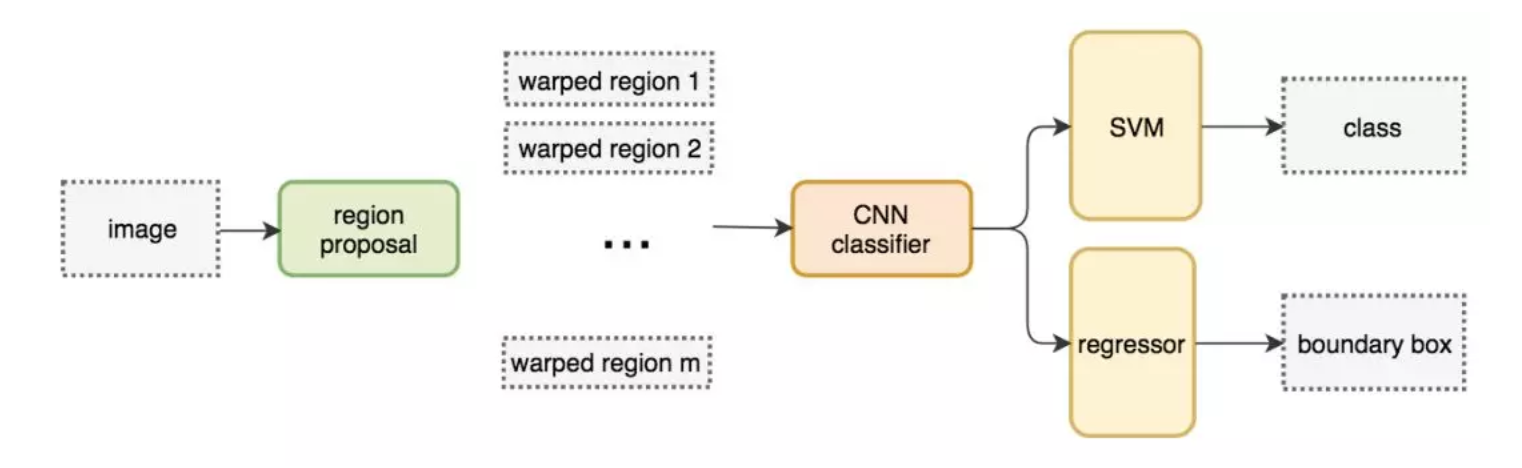 image
region
proposal
warped region 1
warped region 2
...
warped region m
CNN
classifier
SVM
class
regressor
boundary box